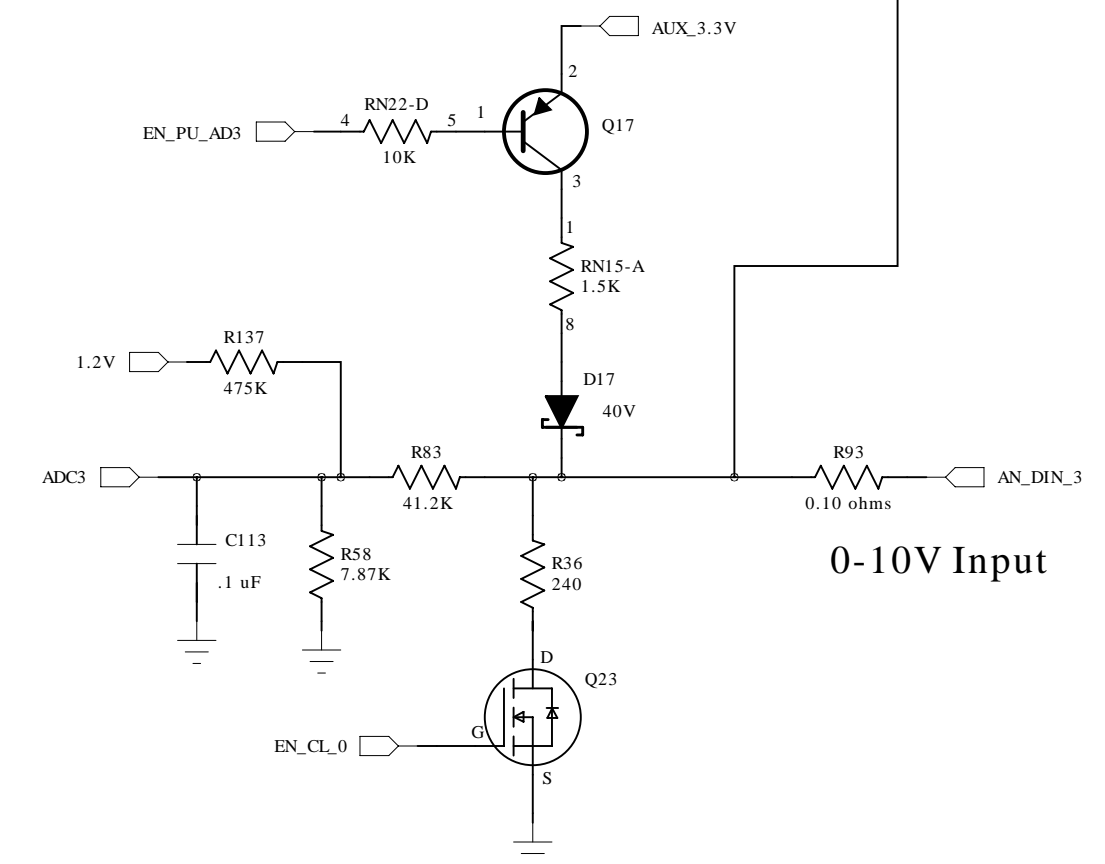 AUX_3.3V
2
RN22-D
4
5
1
Q17
EN_PU_AD3
10K
3
1
RN15-A
1.5K
8
R137
1.2V
475K
D17
40V
R83
R93
ADC3
AN_DIN_3
41.2K
0.10 ohms
C113
.1 uF
R58
7.87K
R36
240
0-10V Input
D
Q23
G
EN_CL_0
S